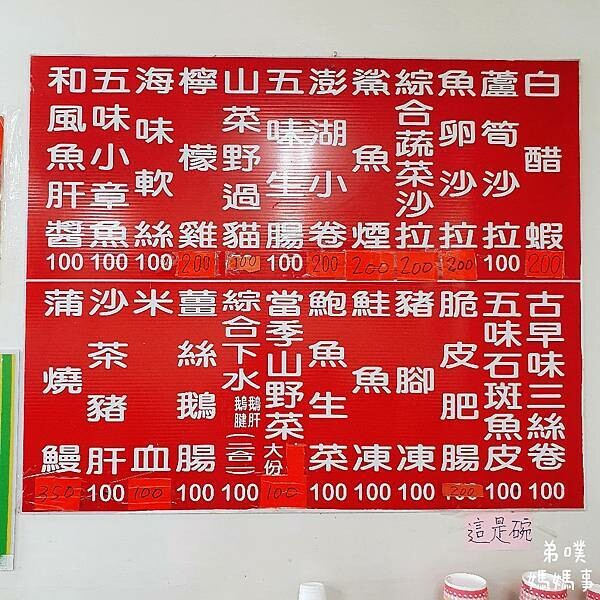 白醋蝦 200
蘆筍沙拉 100
魚卵沙拉 200
綜合蔬菜沙拉 200
鯊魚煙 200
澎湖小卷 200
五味生腸 100
山菜野過貓
檸檬雞 200
海味軟絲 100
五味小章魚 100
和風魚肝醬 100
古早味三絲卷 100
五味石斑魚皮 100
脆皮肥腸 200
豬腳凍 100
鮭魚凍 100
鮑魚生菜 100
當季山野菜 大份 100
綜合下水 鵝肝 鵝腱 (二合一) 100
薑絲鵝腸 100
米血 100
沙茶豬肝 100
蒲燒鰻 350
這是碗
弟噗
媽媽事